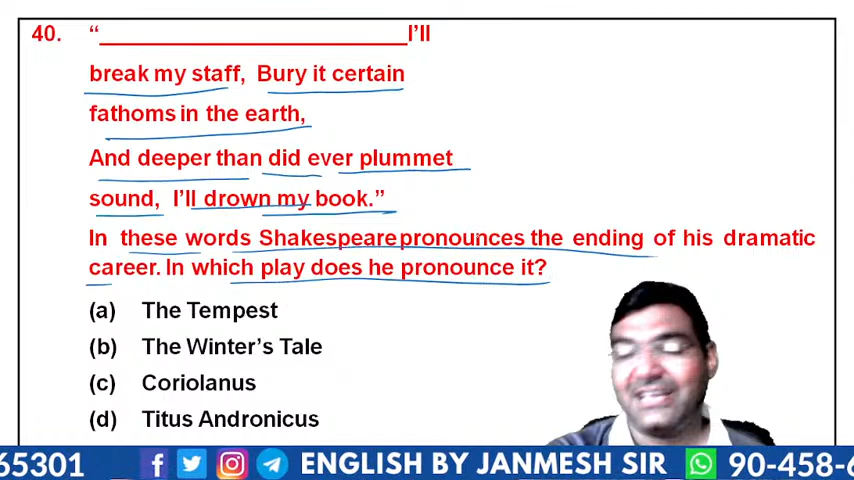 40. “______________________________I’ll
break my staff, Bury it certain
fathoms in the earth,
And deeper than did ever plummet
sound, I’ll drown my book.”
In these words Shakespeare pronounces the ending of his dramatic
career. In which play does he pronounce it?
(a) The Tempest
(b) The Winter’s Tale
(c) Coriolanus
(d) Titus Andronicus
65301 ENGLISH BY JANMESH SIR 90-458-6